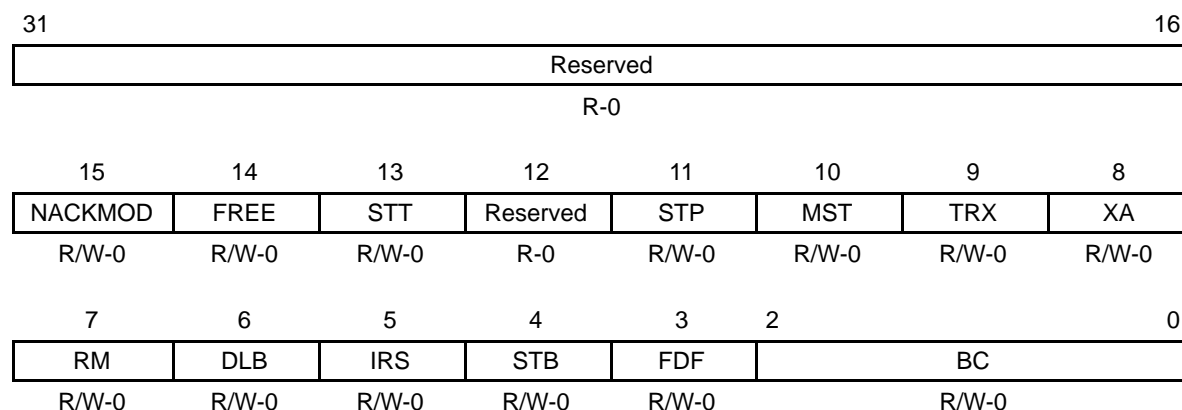 31 16
Reserved
R-0
15 14 13 12 11 10 9 8
NACKMOD FREE STT Reserved STP MST TRX XA
R/W-0 R/W-0 R/W-0 R-0 R/W-0 R/W-0 R/W-0 R/W-0
7 6 5 4 3 2 0
RM DLB IRS STB FDF BC
R/W-0 R/W-0 R/W-0 R/W-0 R/W-0 R/W-0